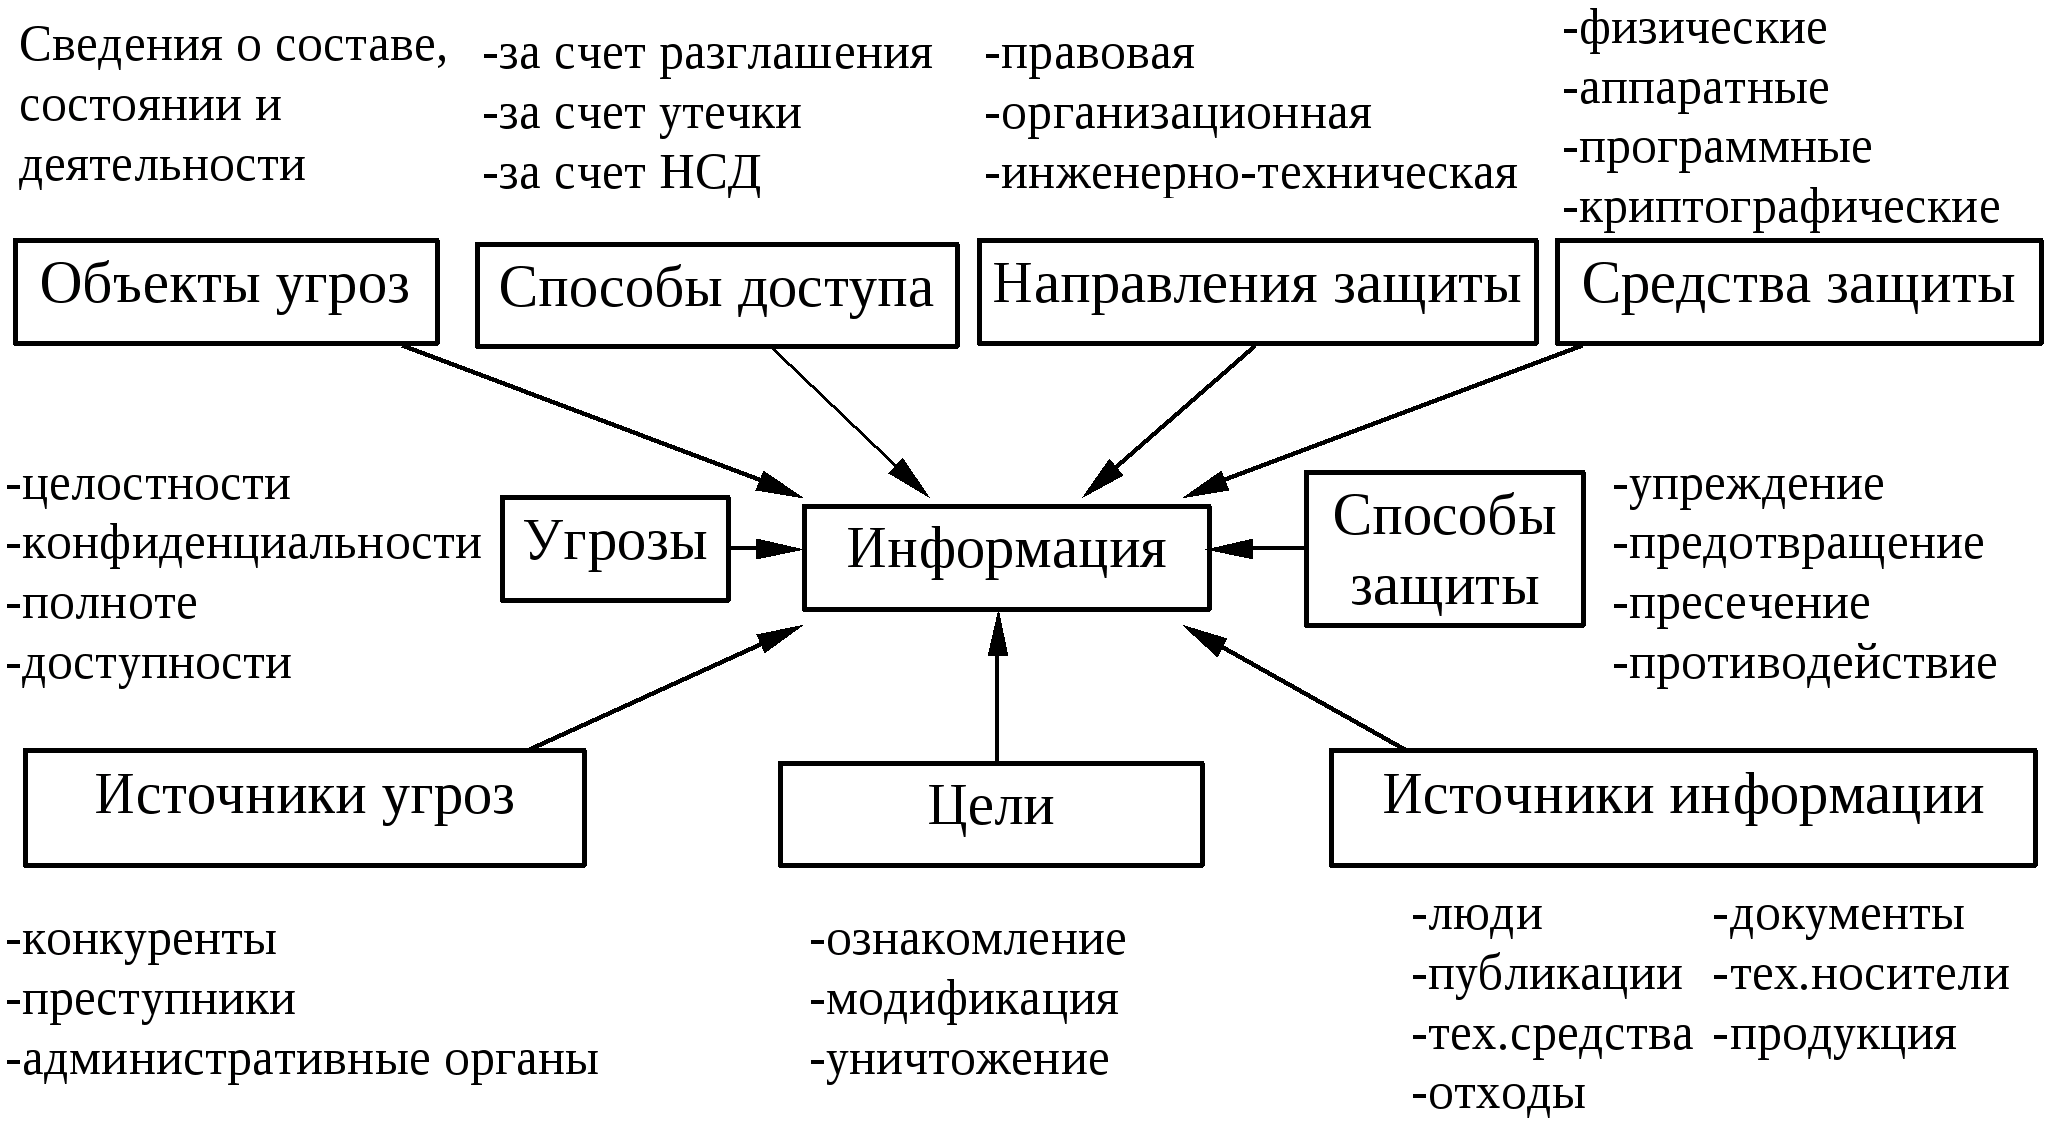 Сведения о составе,
состоянии и
деятельности
-за счет разглашения
-за счет утечки
-за счет НСД
-правовая
-организационная
-инженерно-техническая
-физические
-аппаратные
-программные
-криптографические
Объекты угроз
Способы доступа
Направления защиты
Средства защиты
-целостности
-конфиденциальности
-полноте
-доступности
Угрозы
Информация
Способы
защиты
-упреждение
-предотвращение
-пресечение
-противодействие
Источники угроз
Цели
Источники информации
-конкуренты
-преступники
-административные органы
-ознакомление
-модификация
-уничтожение
-люди
-публикации
-тех.средства
-отходы
-документы
-тех.носители
-продукция